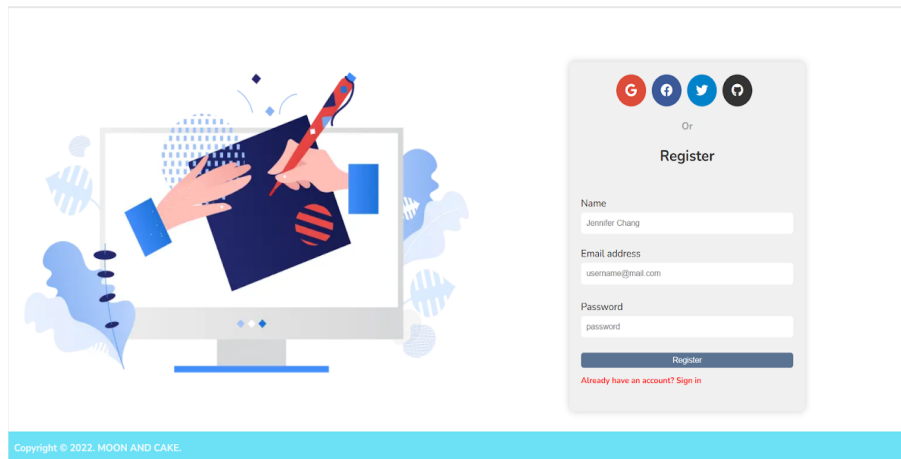 G
Or
Register
Name
Jennifer Chang
Email address
username@mail.com
Password
password
Register
Already have an account? Sign in
Copyright © 2022. MOON AND CAKE.